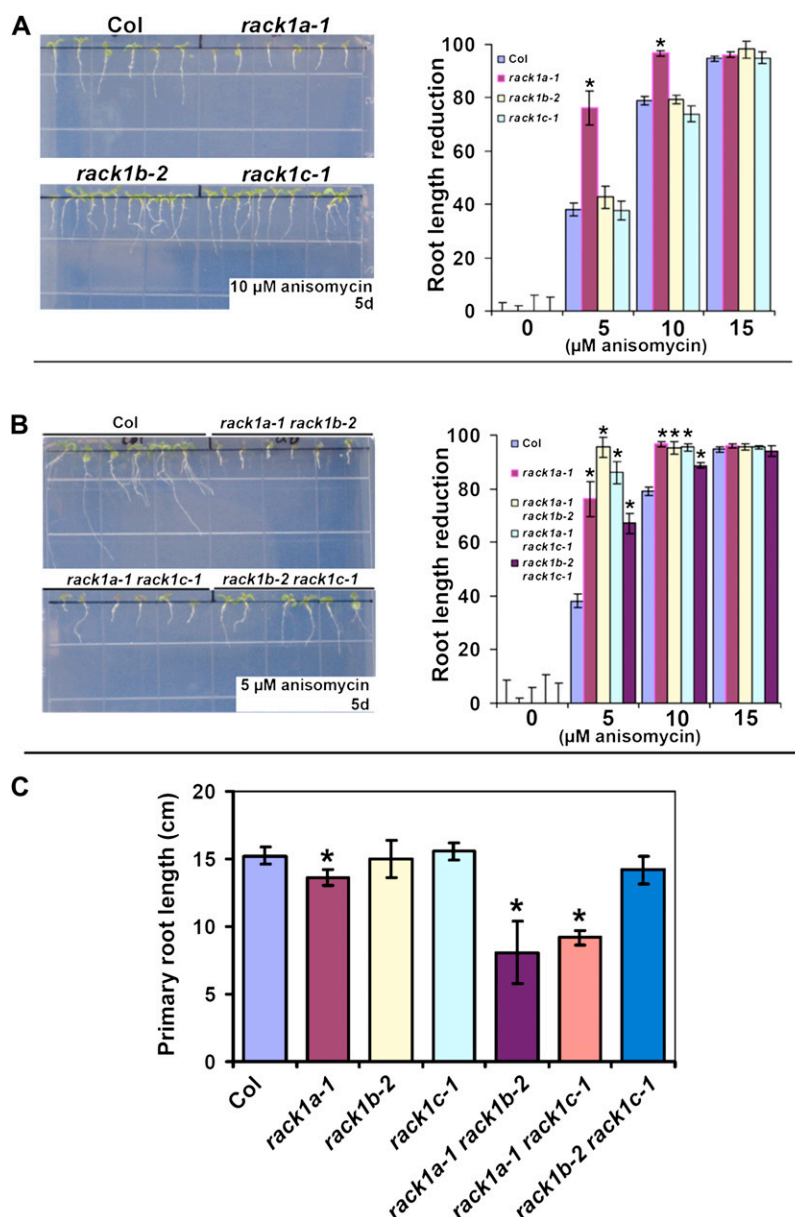 A
Col
rack1a-1
rack1b-2
rack1c-1
10 µM anisomycin
5d
Root length reduction
100
80
60
40
20
0
Col
rack1a-1
rack1b-2
rack1c-1
*
*
0
5
10
15
(µM anisomycin)
B
Col
rack1a-1 rack1b-2
rack1a-1 rack1c-1
rack1b-2 rack1c-1
5 µM anisomycin
5d
Root length reduction
100
80
60
40
20
0
Col
rack1a-1
rack1a-1
rack1b-2
rack1a-1
rack1c-1
rack1b-2
rack1c-1
*
*
*
*
***
*
0
5
10
15
(µM anisomycin)
C
Primary root length (cm)
20
15
10
5
0
*
*
*
Col
rack1a-1
rack1b-2
rack1c-1
rack1a-1 rack1b-2
rack1a-1 rack1c-1
rack1b-2 rack1c-1